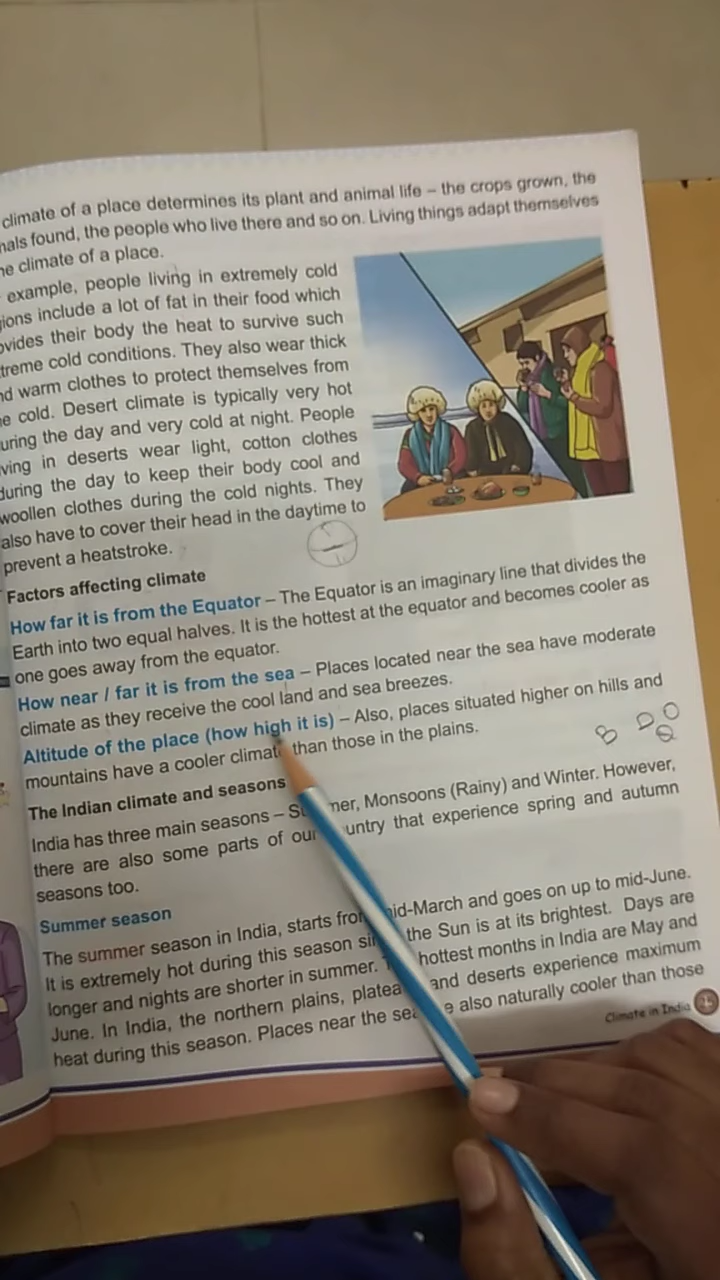 climate of a place determines its plant and animal life – the crops grown, the
found, the people who live there and so on. Living things adapt themselves
climate of a place.
example, people living in extremely cold
include a lot of fat in their food which
their body the heat to survive such
cold conditions. They also wear thick
warm clothes to protect themselves from
cold. Desert climate is typically very hot
the day and very cold at night. People
in deserts wear light, cotton clothes
during the day to keep their body cool and
woollen clothes during the cold nights. They
also have to cover their head in the daytime to
prevent a heatstroke.
Factors affecting climate
How far it is from the Equator – The Equator is an imaginary line that divides the
Earth into two equal halves. It is the hottest at the equator and becomes cooler as
one goes away from the equator.
How near / far it is from the sea – Places located near the sea have moderate
climate as they receive the cool land and sea breezes.
Altitude of the place (how high it is) – Also, places situated higher on hills and
mountains have a cooler climate than those in the plains.
The Indian climate and seasons
India has three main seasons – Monsoons (Rainy) and Winter. However,
there are also some parts of our that experience spring and autumn
seasons too.
Summer season
The summer season in India, starts from mid-March and goes on up to mid-June.
It is extremely hot during this season the Sun is at its brightest. Days are
longer and nights are shorter in summer. hottest months in India are May and
June. In India, the northern plains, and deserts experience maximum
heat during this season. Places near the also naturally cooler than those
Climate in India